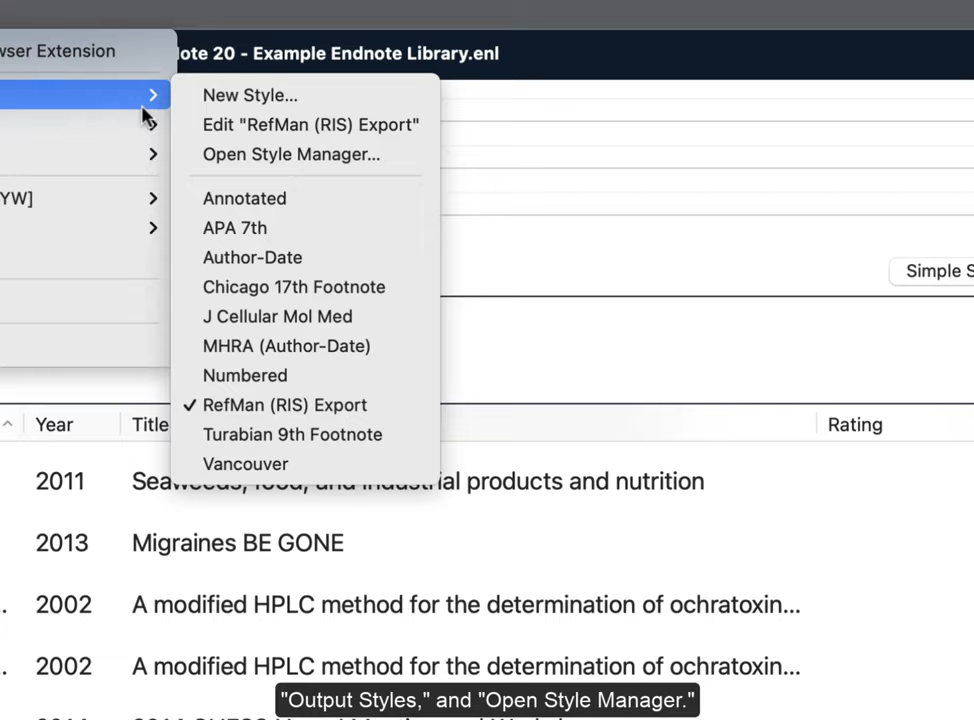 wser Extension
ote 20 - Example Endnote Library.enl
New Style...
Edit "RefMan (RIS) Export"
Open Style Manager...
YW]
Annotated
APA 7th
Author-Date
Simple S
Chicago 17th Footnote
J Cellular Mol Med
MHRA (Author-Date)
Numbered
✓ RefMan (RIS) Export
Year Title Rating
Turabian 9th Footnote
Vancouver
2011 Seaweeds, food, and industrial products and nutrition
2013 Migraines BE GONE
.. 2002 A modified HPLC method for the determination of ochratoxin...
.. 2002 A modified HPLC method for the determination of ochratoxin...
"Output Styles," and "Open Style Manager."